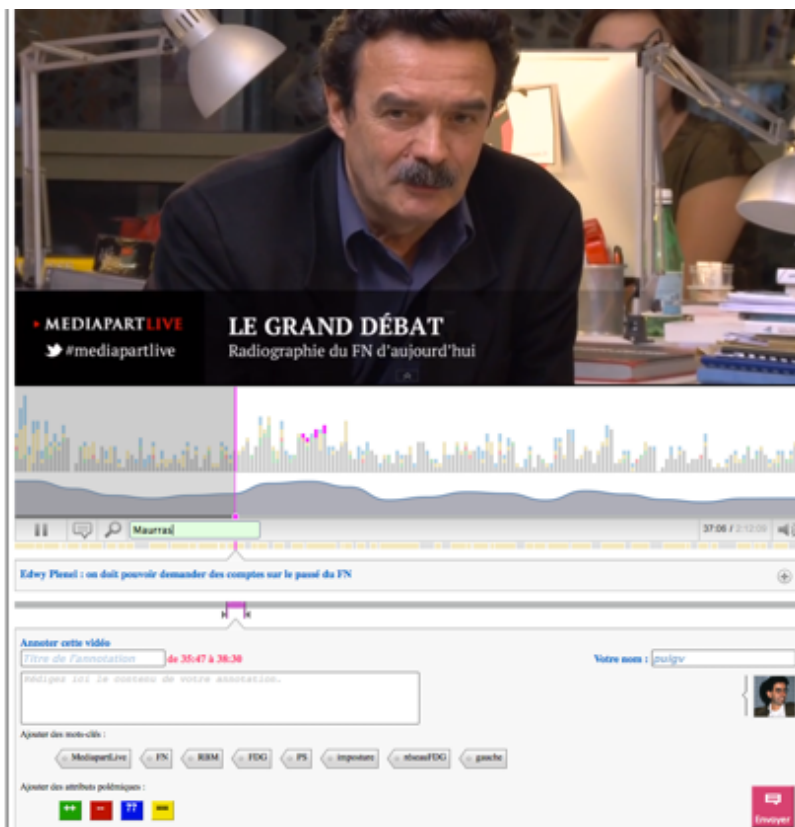 MEDIAPARTLIVE
#mediapartlive
LE GRAND DÉBAT
Radiographie du FN d'aujourd'hui
Maurras
37:06 / 2:12:09
Edwy Plenel : on doit pouvoir demander des comptes sur le passé du FN
Annoter cette vidéo
Titre de l'annotation
de 35:47 à 38:30
Votre nom :
puigv
Rédigez ici le contenu de votre annotation.
Ajouter des mots-clés :
MediapartLive
FN
RBM
FDG
PS
imposture
réseauFDG
gauche
Ajouter des attributs polémiques :
++
--
??
==
Envoyer